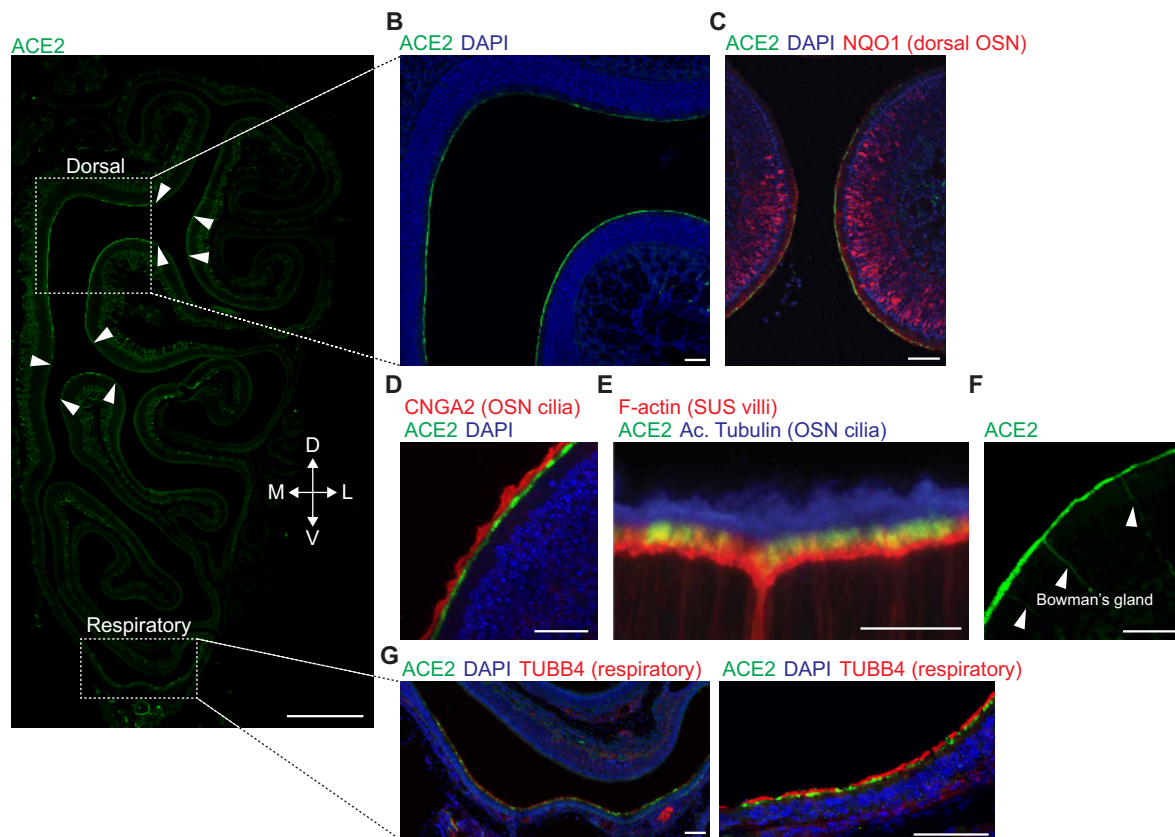 ACE2
Dorsal
D
M L
V
Respiratory
B
ACE2 DAPI
C
ACE2 DAPI NQO1 (dorsal OSN)
D
CNGA2 (OSN cilia)
ACE2 DAPI
E
F-actin (SUS villi)
ACE2 Ac. Tubulin (OSN cilia)
F
ACE2
Bowman's gland
G
ACE2 DAPI TUBB4 (respiratory)
ACE2 DAPI TUBB4 (respiratory)